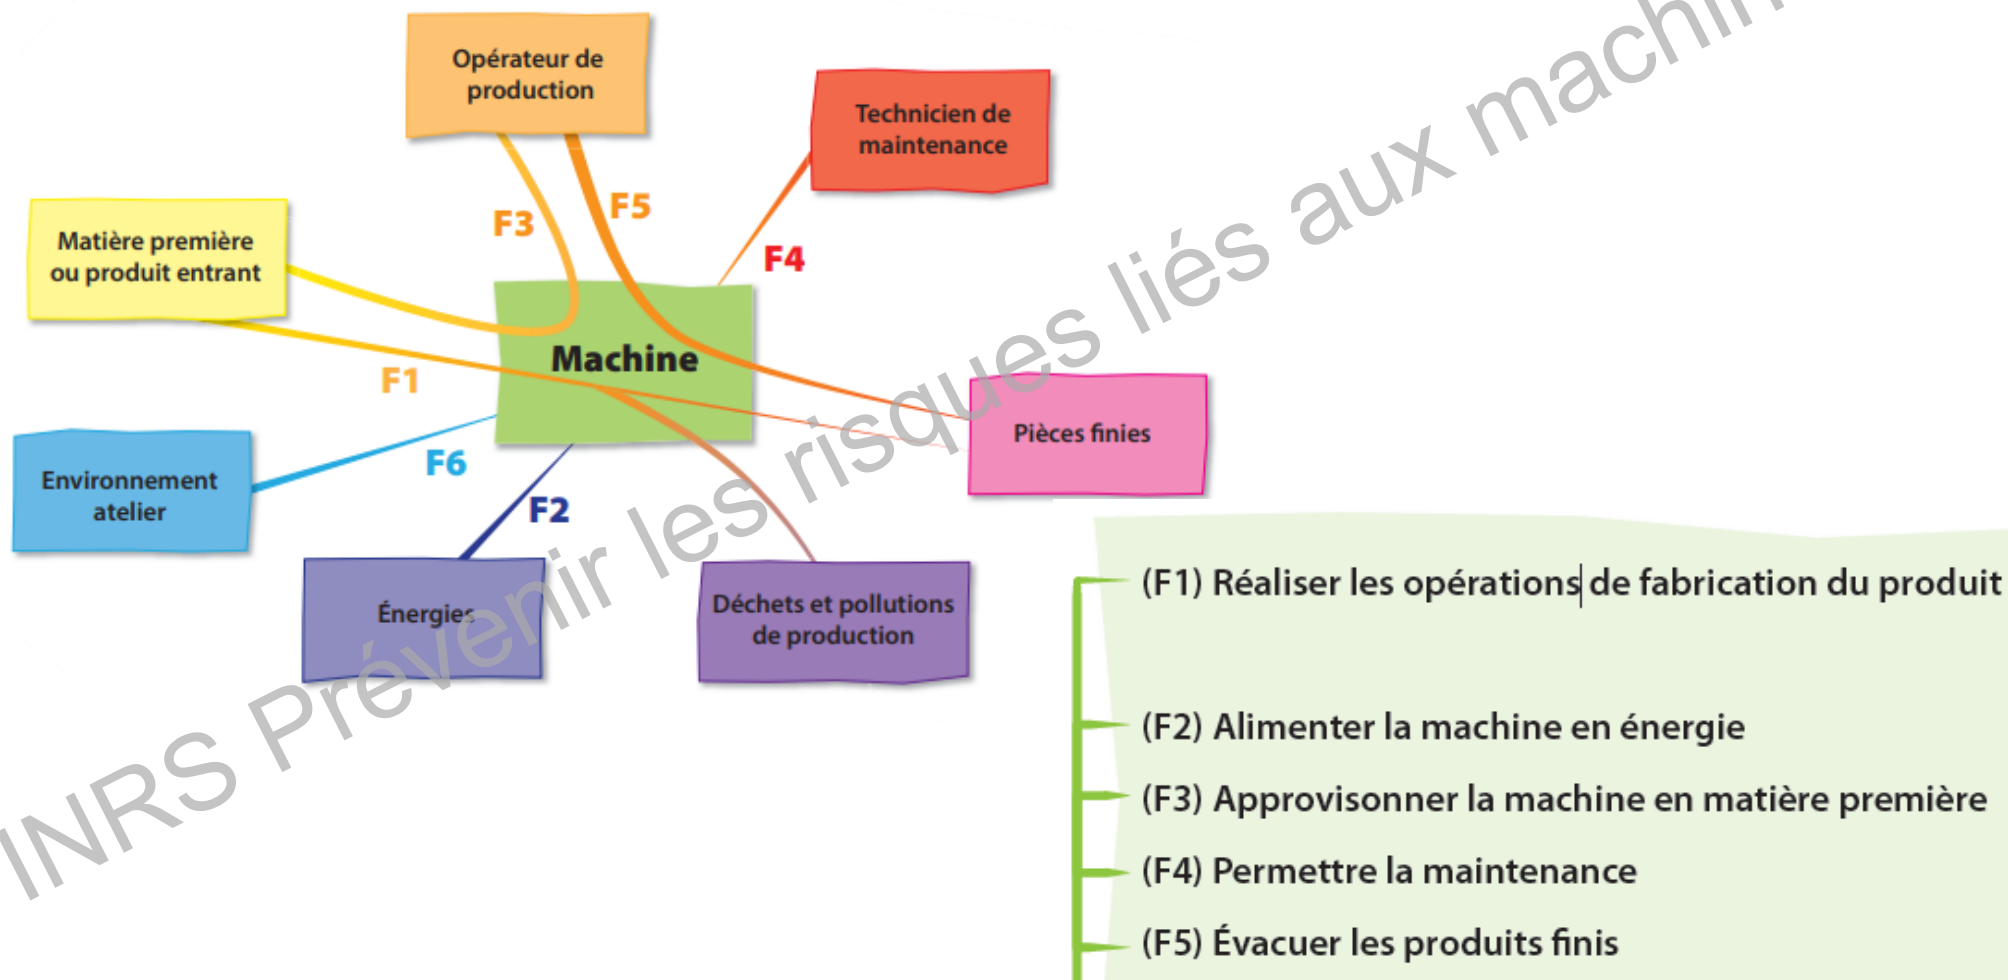 Opérateur de
production
Technicien de
maintenance
F3
F5
F4
Matière première
ou produit entrant
Machine
F1
Pièces finies
Environnement
atelier
F6
F2
Énergies
Déchets et pollutions
de production
(F1) Réaliser les opérations de fabrication du produit
(F2) Alimenter la machine en énergie
(F3) Approvisonner la machine en matière première
(F4) Permettre la maintenance
(F5) Évacuer les produits finis
INRS Prévenir les risques liés aux machin